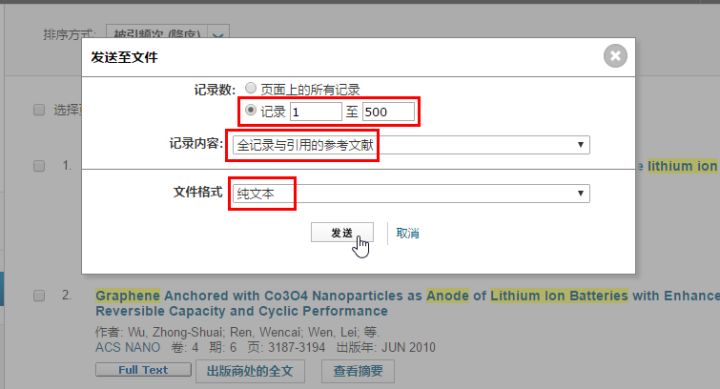 排序方式: 被引频次 (降序)
发送至文件
记录数: 页面上的所有记录
记录 1 至 500
选择
记录内容: 全记录与引用的参考文献
1. lithium ion
文件格式 纯文本
发送 取消
2. Graphene Anchored with Co3O4 Nanoparticles as Anode of Lithium Ion Batteries with Enhance
Reversible Capacity and Cyclic Performance
作者: Wu, Zhong-Shuai; Ren, Wencai; Wen, Lei; 等.
ACS NANO 卷: 4 期: 6 页: 3187-3194 出版年: JUN 2010
Full Text 出版商处的全文 查看摘要